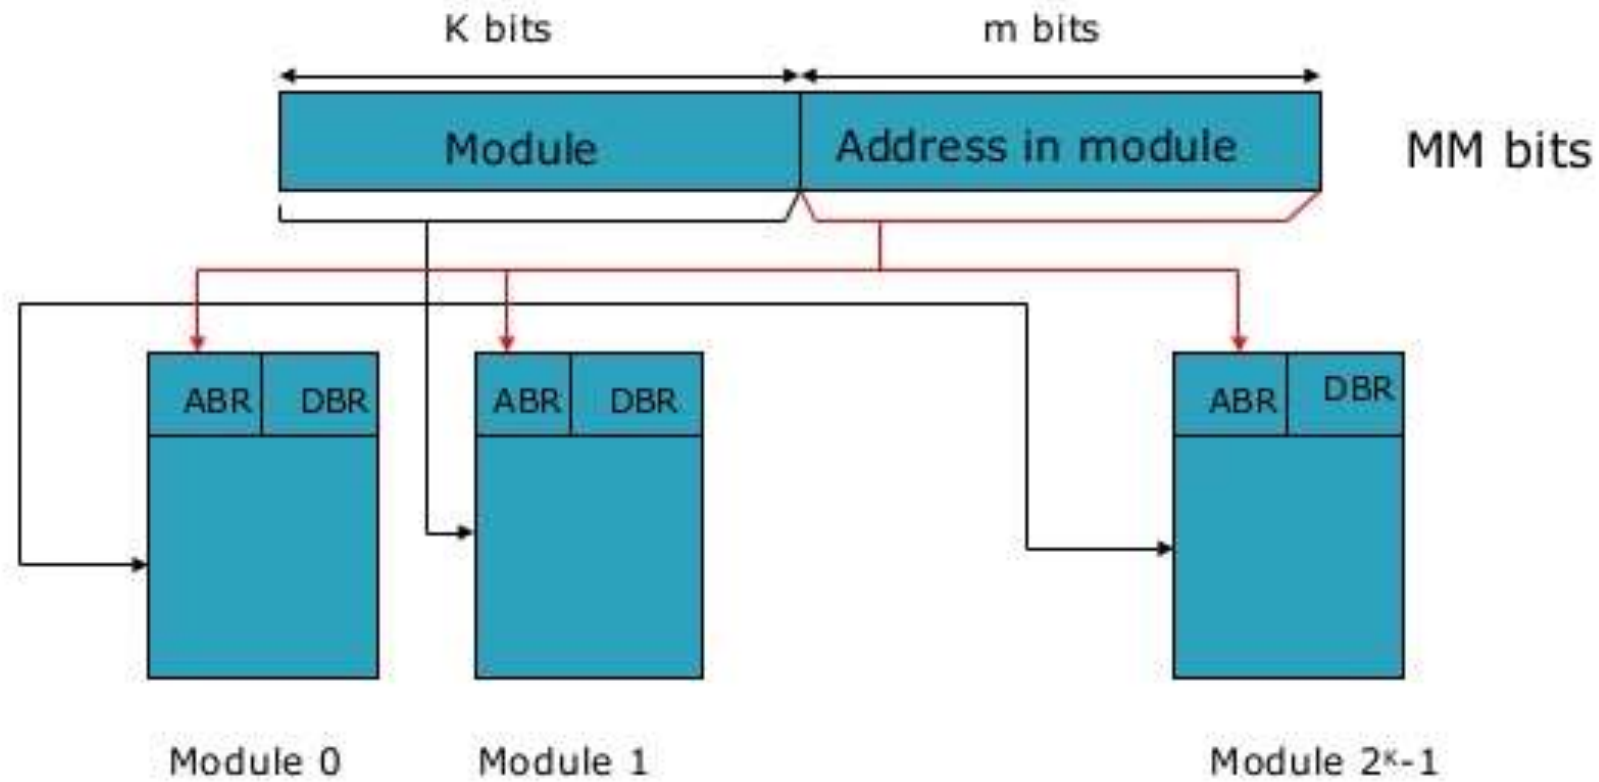 K bits
m bits
Module
Address in module
MM bits
ABR
DBR
ABR
DBR
ABR
DBR
Module 0
Module 1
Module 2ᴷ-1